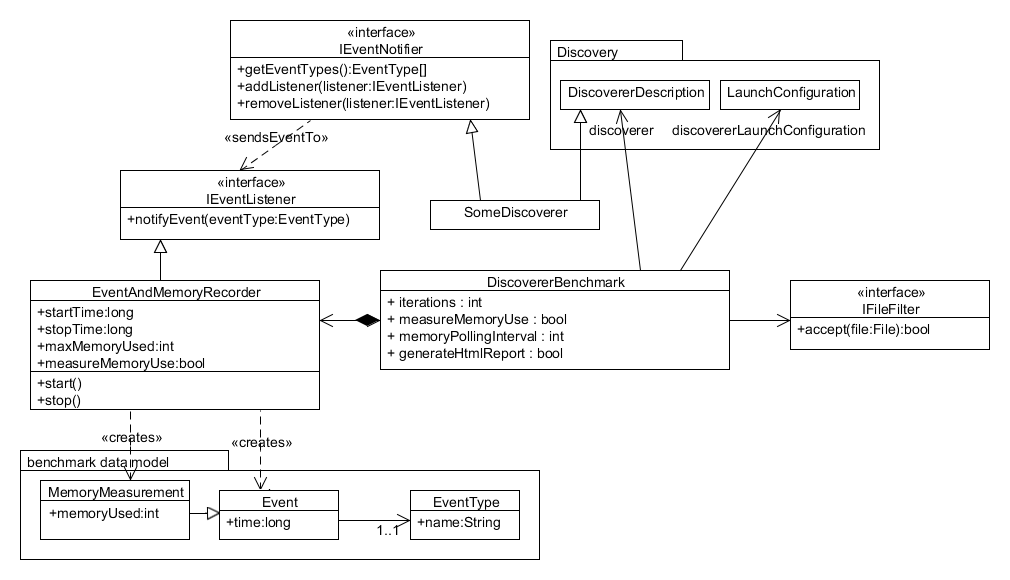 «interface»
IEventNotifier
+getEventTypes():EventType[]
+addListener(listener:IEventListener)
+removeListener(listener:IEventListener)
Discovery
DiscovererDescription
LaunchConfiguration
discoverer
discovererLaunchConfiguration
«sendsEventTo»
«interface»
IEventListener
+notifyEvent(eventType:EventType)
SomeDiscoverer
EventAndMemoryRecorder
+startTime:long
+stopTime:long
+maxMemoryUsed:int
+measureMemoryUse:bool
+start()
+stop()
DiscovererBenchmark
+ iterations : int
+ measureMemoryUse : bool
+ memoryPollingInterval : int
+ generateHtmlReport : bool
«interface»
IFileFilter
+accept(file:File):bool
«creates»
«creates»
benchmark datamodel
MemoryMeasurement
+memoryUsed:int
Event
+time:long
1..1
EventType
+name:String